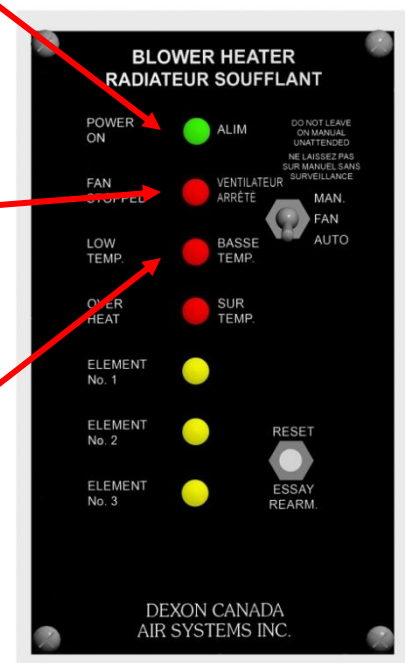 BLOWER HEATER
RADIATEUR SOUFFLANT
POWER
ON
ALIM
DO NOT LEAVE
ON MANUAL
UNATTENDED
NE LAISSEZ PAS
SUR MANUEL SANS
SURVEILLANCE
FAN
STOPPED
VENTILATEUR
ARRÊTÉ
MAN.
FAN
AUTO
LOW
TEMP.
BASSE
TEMP.
OVER
HEAT
SUR
TEMP.
ELEMENT
No. 1
ELEMENT
No. 2
RESET
ELEMENT
No. 3
ESSAY
REARM.
DEXON CANADA
AIR SYSTEMS INC.